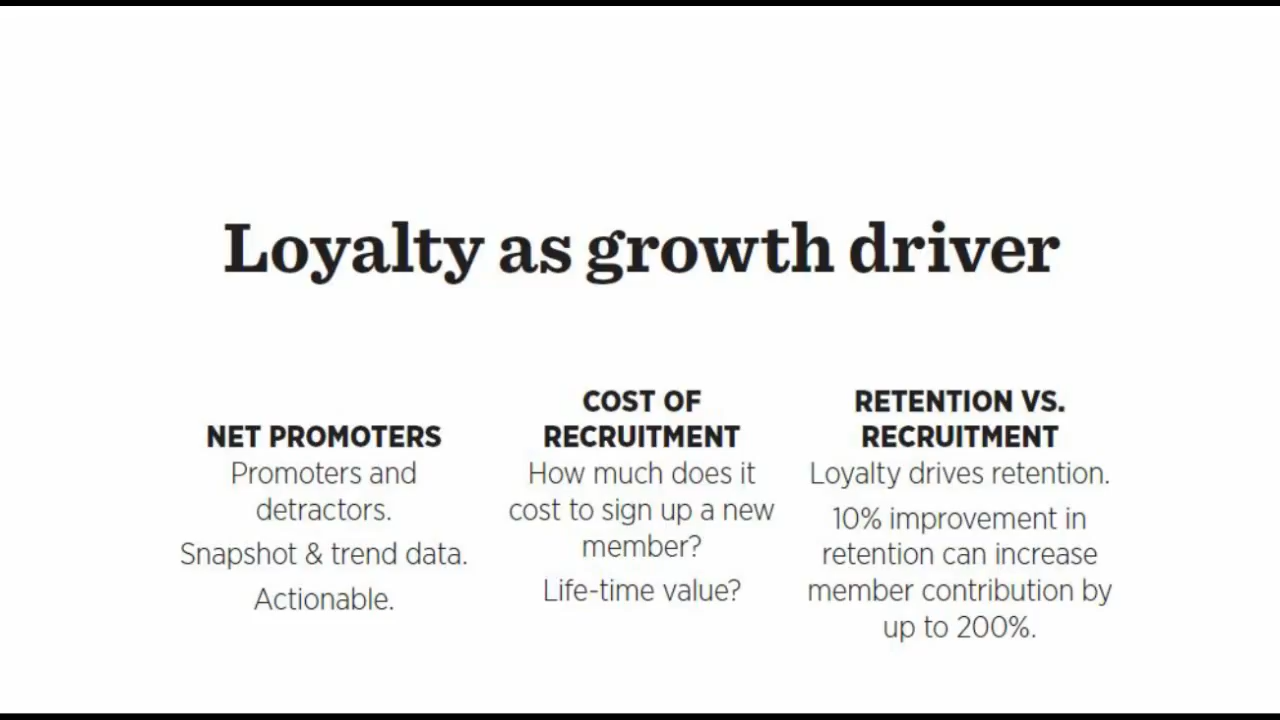 Loyalty as growth driver
NET PROMOTERS
Promoters and
detractors.
Snapshot & trend data.
Actionable.
COST OF
RECRUITMENT
How much does it
cost to sign up a new
member?
Life-time value?
RETENTION VS.
RECRUITMENT
Loyalty drives retention.
10% improvement in
retention can increase
member contribution by
up to 200%.